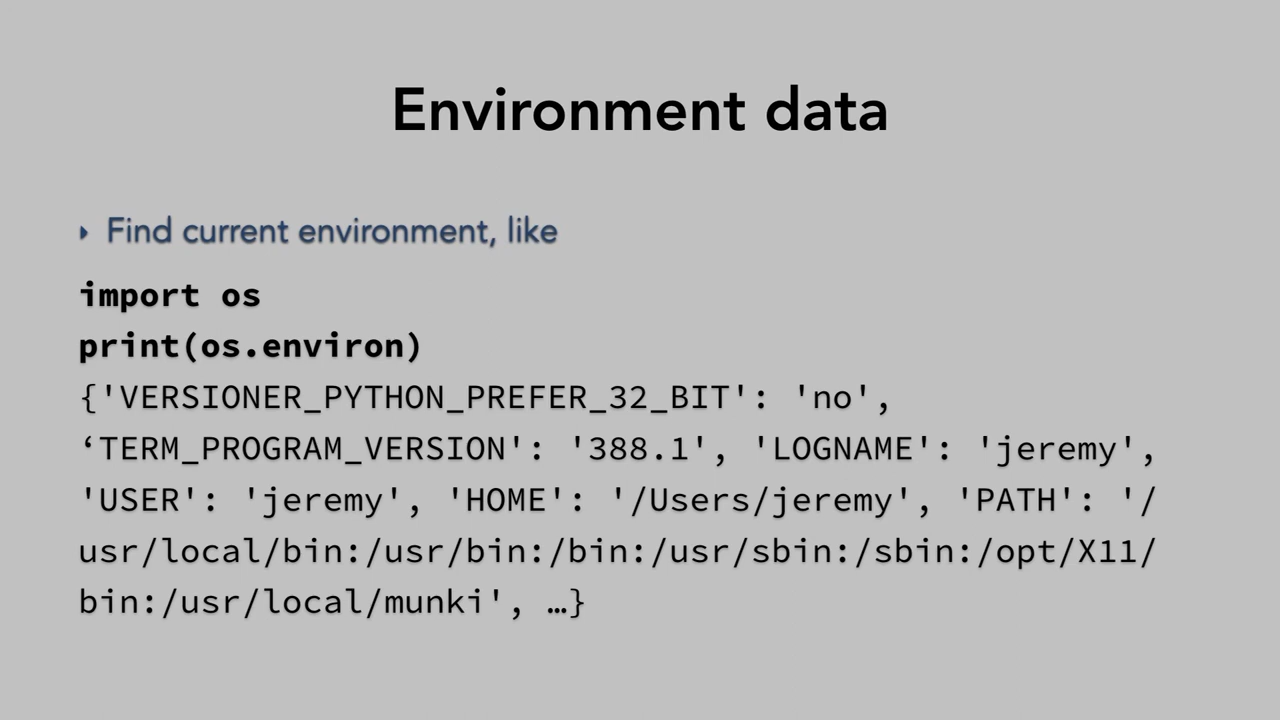 Environment data
‣ Find current environment, like
import os
print(os.environ)
{'VERSIONER_PYTHON_PREFER_32_BIT': 'no',
‘TERM_PROGRAM_VERSION': '388.1', 'LOGNAME': 'jeremy',
'USER': 'jeremy', 'HOME': '/Users/jeremy', 'PATH': '/
usr/local/bin:/usr/bin:/bin:/usr/sbin:/sbin:/opt/X11/
bin:/usr/local/munki', …}